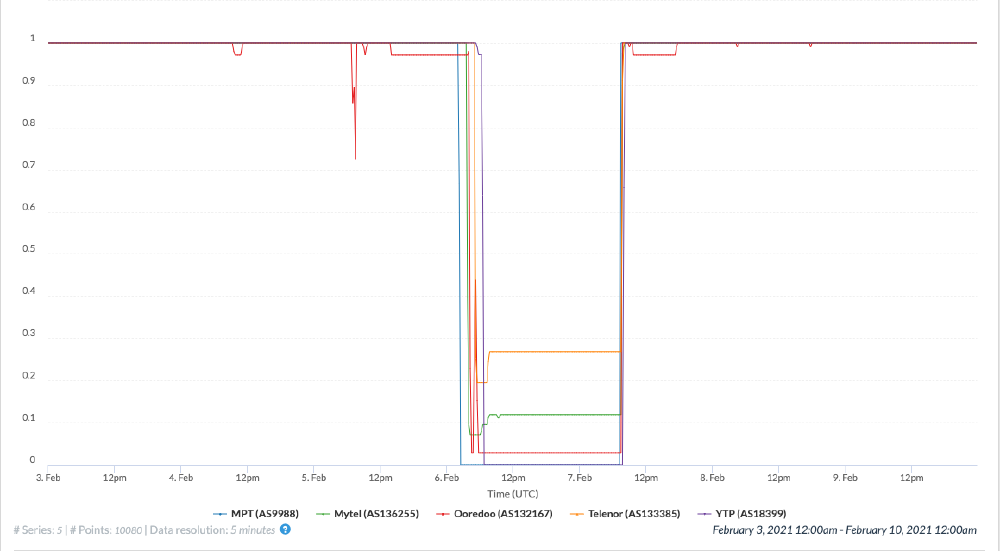 1
0.9
0.8
0.7
0.6
0.5
0.4
0.3
0.2
0.1
0
3. Feb 12pm 4. Feb 12pm 5. Feb 12pm 6. Feb 12pm 7. Feb 12pm 8. Feb 12pm 9. Feb 12pm
Time (UTC)
MPT (AS9988) Mytel (AS136255) Ooredoo (AS132167) Telenor (AS133385) YTP (AS18399)
# Series: 5 | # Points: 10080 | Data resolution: 5 minutes ? February 3, 2021 12:00am - February 10, 2021 12:00am